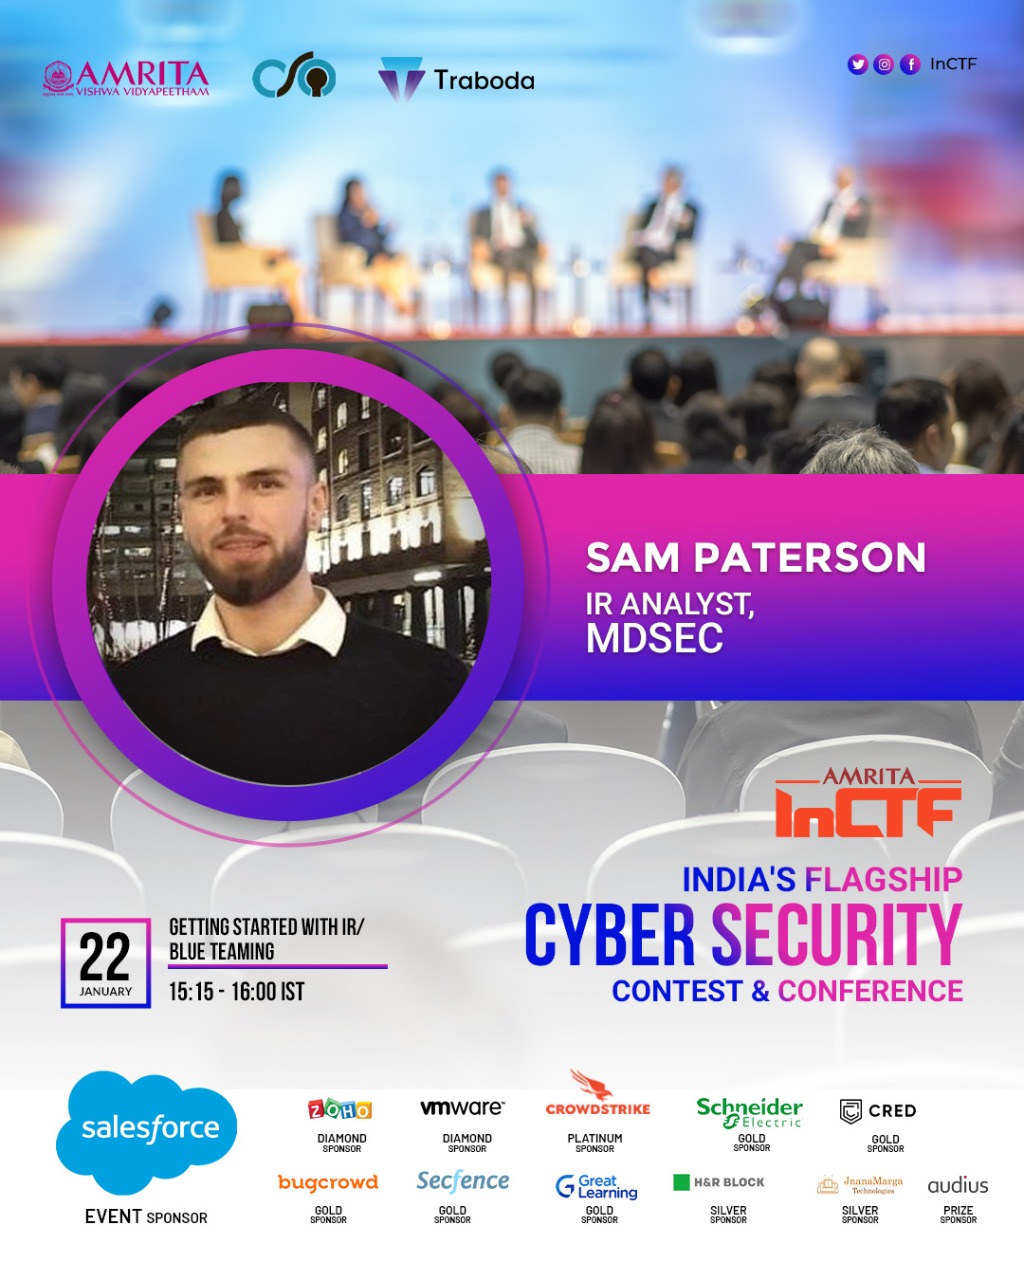 AMRITA
VISHWA VIDYAPEETHAM
Traboda
InCTF
SAM PATERSON
IR ANALYST,
MDSEC
AMRITA
InCTF
INDIA'S FLAGSHIP
CYBER SECURITY
CONTEST & CONFERENCE
22
JANUARY
GETTING STARTED WITH IR/
BLUE TEAMING
15:15 - 16:00 IST
salesforce
EVENT SPONSOR
ZOHO
DIAMOND
SPONSOR
vmware
DIAMOND
SPONSOR
CROWDSTRIKE
PLATINUM
SPONSOR
Schneider
Electric
GOLD
SPONSOR
CRED
GOLD
SPONSOR
bugcrowd
GOLD
SPONSOR
Secfence
GOLD
SPONSOR
Great
Learning
GOLD
SPONSOR
H&R BLOCK
SILVER
SPONSOR
JnanaMarga
Technologies
SILVER
SPONSOR
audius
PRIZE
SPONSOR